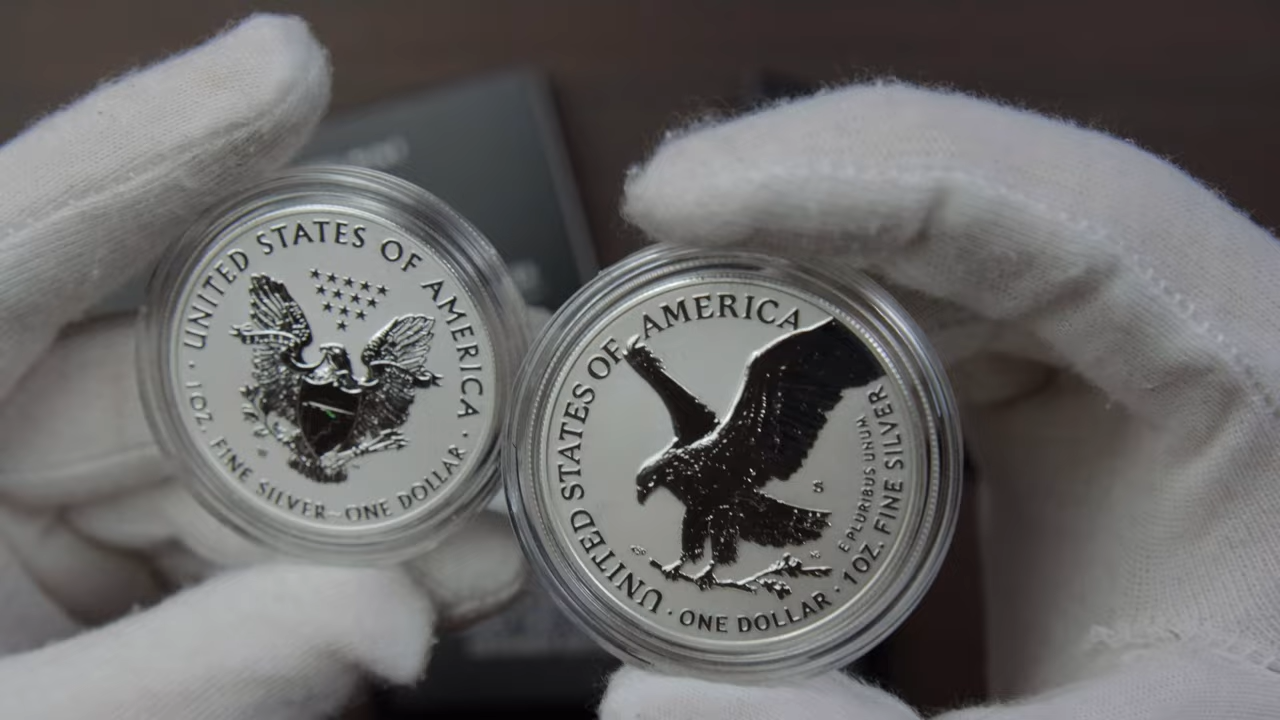 UNITED STATES OF AMERICA
· 1 OZ. FINE SILVER~ONE DOLLAR ·
UNITED STATES OF AMERICA
E PLURIBUS UNUM
· ONE DOLLAR · 1 OZ. FINE SILVER
S